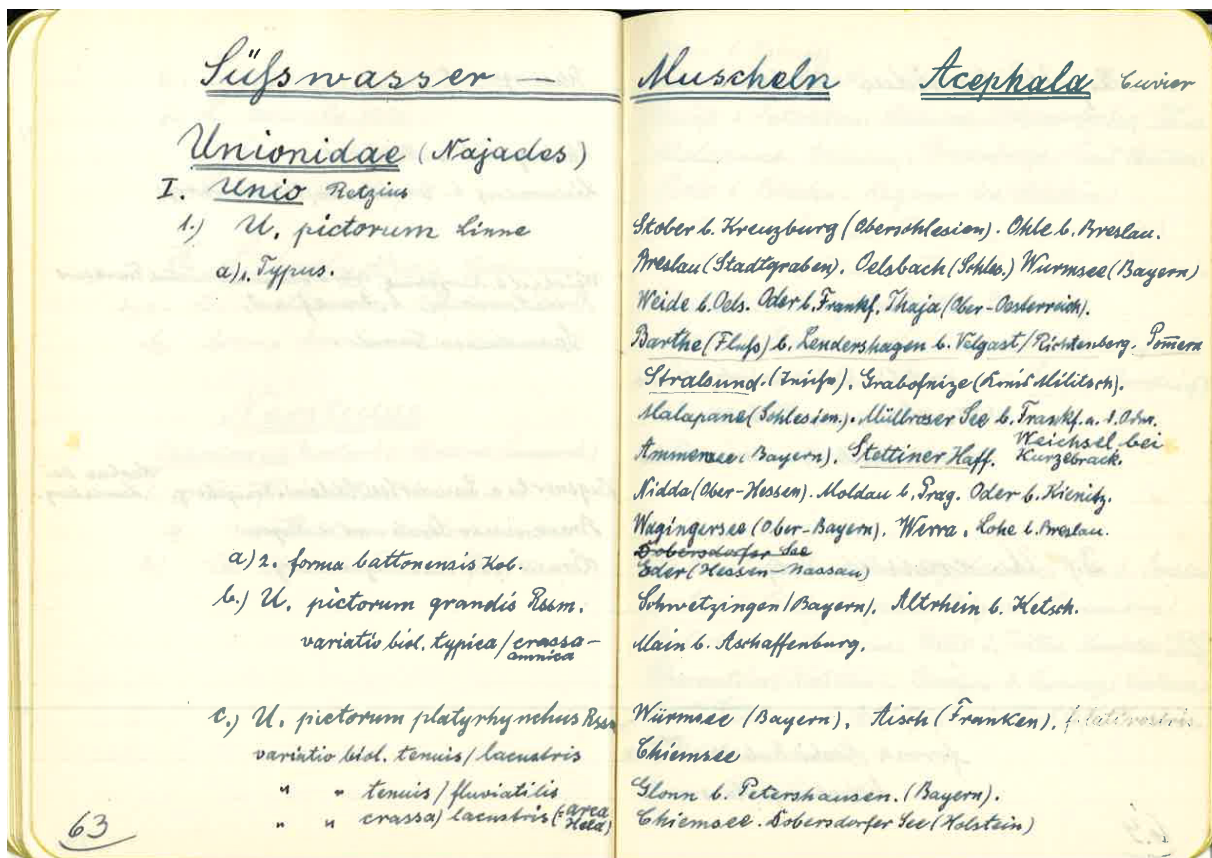 Süßwasser — Muscheln Acephala Cuvier
Unionidae (Najades)
I. Unio Retzius
1.) U. pictorum Linne
Stober b. Kreuzburg (Oberschlesien). Ohle b. Breslau.
a) 1. Typus.
Breslau (Stadtgraben). Oelsbach (Schles.) Wurmsee (Bayern)
Weide b. Oels. Oder b. Frankf. Thaja (Ober-Oesterreich).
Barthe (Fluß) b. Lendershagen b. Velgast/Richtenberg. Pom̄ern
Stralsund. Grabofnize (Militsch).
Malapane (Schlesien). Müllroser See b. Frankf. a. d. Oder.
Ammersee (Bayern). Stettiner Haff. Weichsel bei Kurzebrack.
Nidda (Ober-Hessen). Moldau b. Prag. Oder b. Kienitz.
Wagingersee (Ober-Bayern). Werra. Lohe b. Breslau.
Dobersdorfer See
a) 2. forma battonensis Kob.
Eder (Hessen-Nassau)
b.) U. pictorum grandis Rssm.
Schwetzingen (Bayern). Altrhein b. Ketsch.
variatio biol. typica / crassa-amnica
Main b. Aschaffenburg.
c.) U. pictorum platyrhynchus Rssm
Würmsee (Bayern). Aisch (Franken).
variatio biol. tenuis / lacustris
Chiemsee
" " tenuis / fluviatilis
Glonn b. Petershausen. (Bayern).
" " crassa) lacustris (= area Held)
Chiemsee. Dobersdorfer See (Holstein)
63